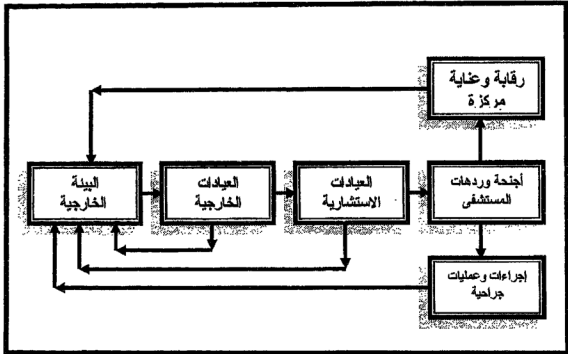 رقابة وعناية
مركزة
البيئة
الخارجية
العيادات
الخارجية
العيادات
الاستشارية
أجنحة وردهات
المستشفى
إجراءات وعمليات
جراحية